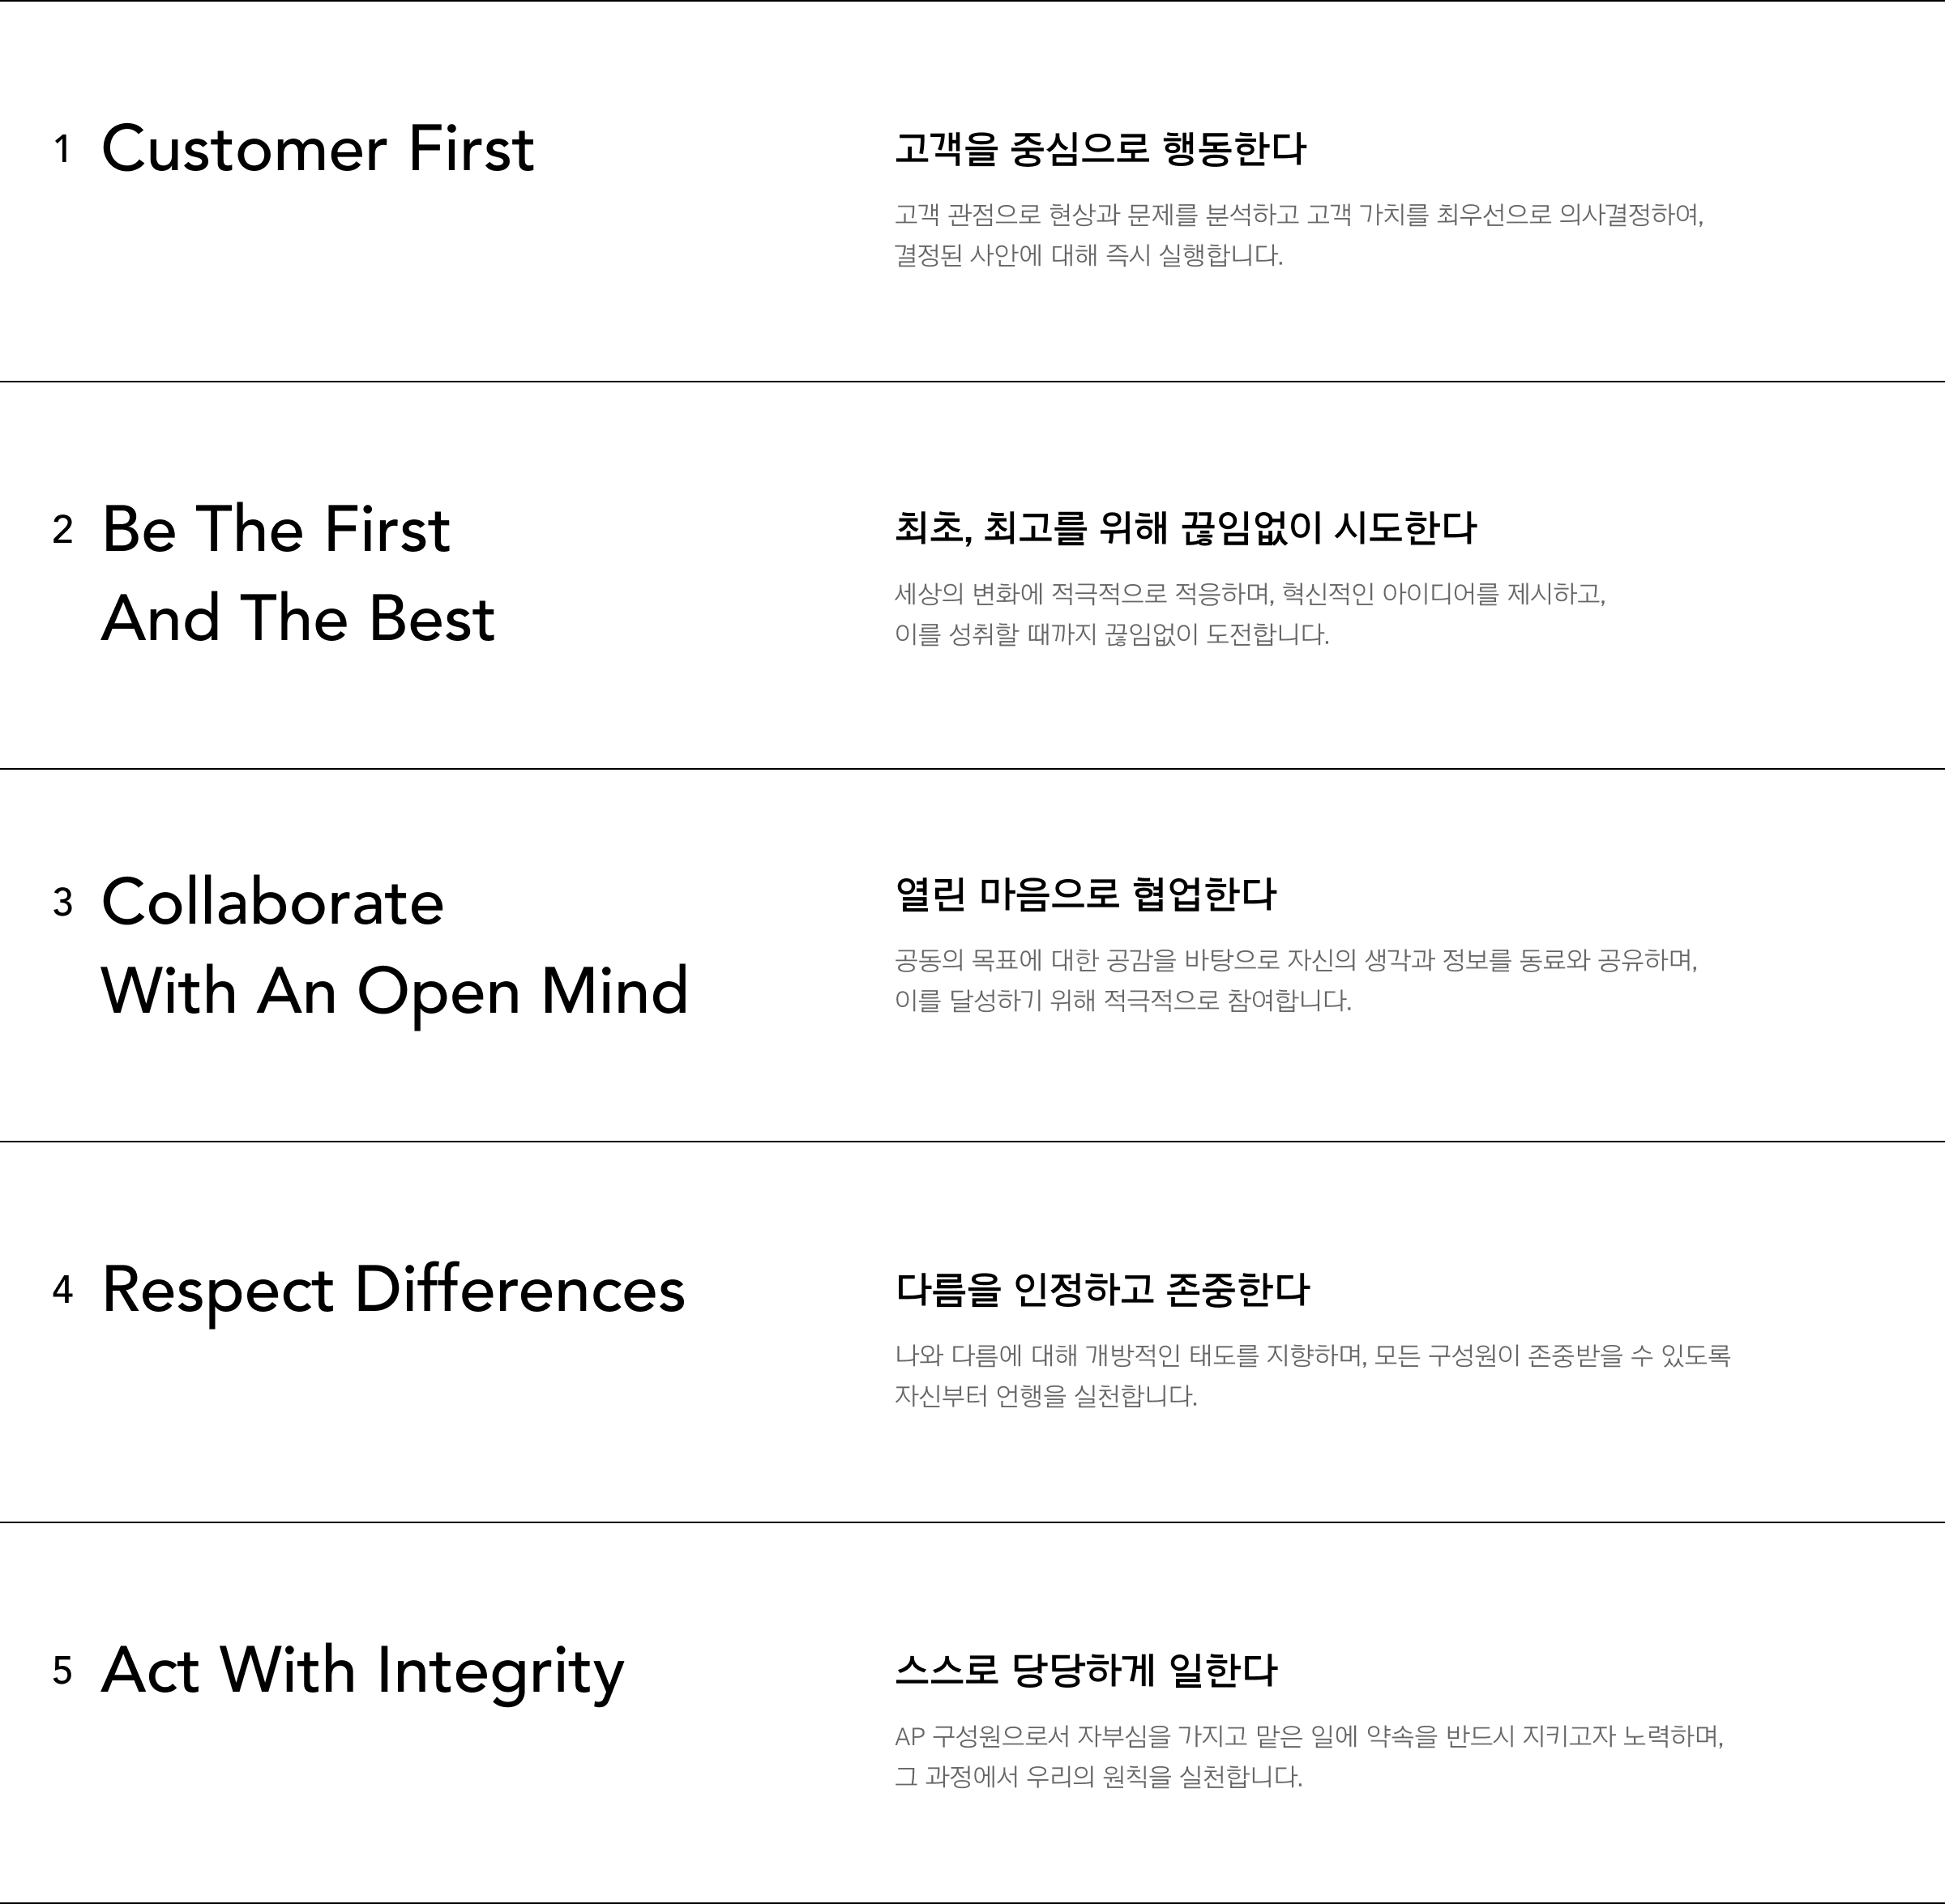 1 Customer First
고객을 중심으로 행동한다
고객 관점으로 현상과 문제를 분석하고 고객 가치를 최우선으로 의사결정하여,
결정된 사안에 대해 즉시 실행합니다.
2 Be The First
And The Best
최초, 최고를 위해 끊임없이 시도한다
세상의 변화에 적극적으로 적응하며, 혁신적인 아이디어를 제시하고,
이를 성취할 때까지 끊임없이 도전합니다.
3 Collaborate
With An Open Mind
열린 마음으로 협업한다
공동의 목표에 대한 공감을 바탕으로 자신의 생각과 정보를 동료와 공유하며,
이를 달성하기 위해 적극적으로 참여합니다.
4 Respect Differences
다름을 인정하고 존중한다
나와 다름에 대해 개방적인 태도를 지향하며, 모든 구성원이 존중받을 수 있도록
자신부터 언행을 실천합니다.
5 Act With Integrity
스스로 당당하게 일한다
AP 구성원으로서 자부심을 가지고 맡은 일에 약속을 반드시 지키고자 노력하며,
그 과정에서 우리의 원칙을 실천합니다.